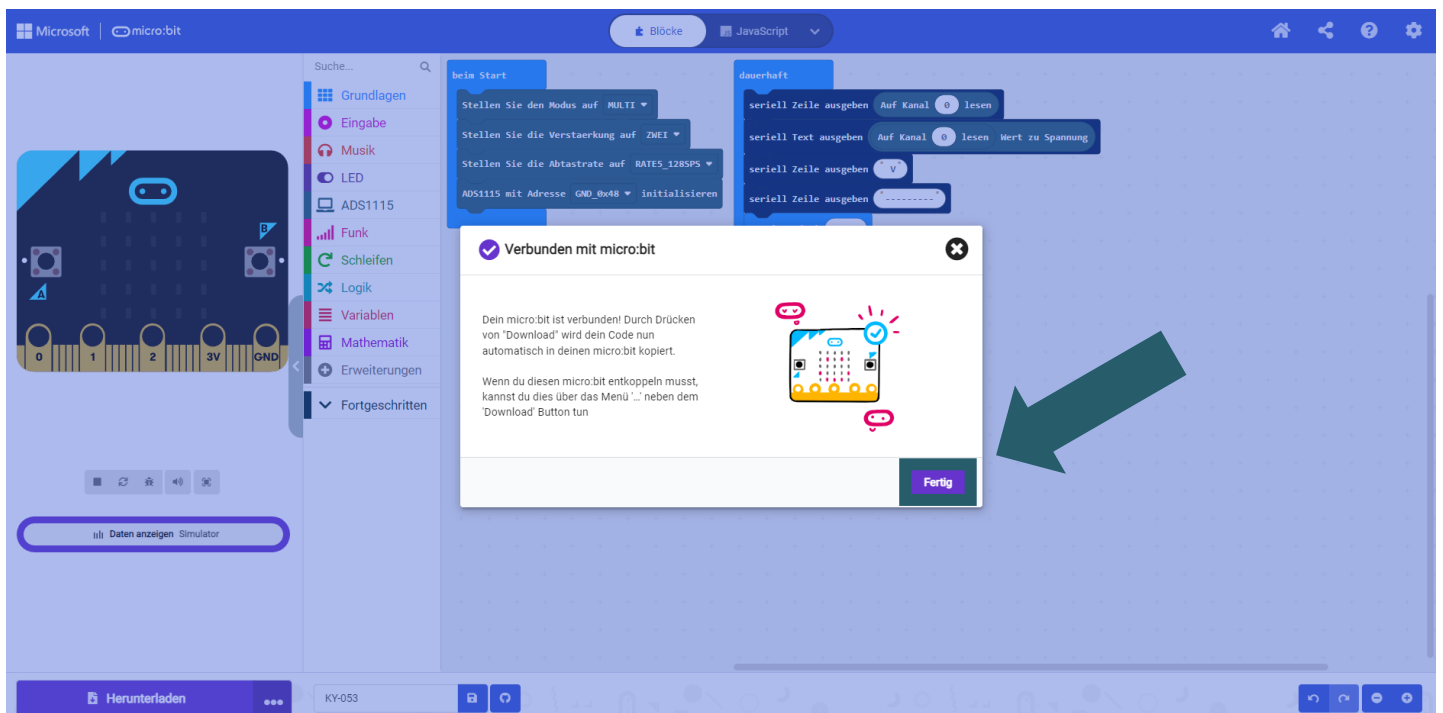 Microsoft micro:bit
Blöcke
JavaScript
Suche...
Grundlagen
Eingabe
Musik
LED
ADS1115
Funk
Schleifen
Logik
Variablen
Mathematik
Erweiterungen
Fortgeschritten
beim Start
Stellen Sie den Modus auf MULTI
Stellen Sie die Verstaerkung auf ZWEI
Stellen Sie die Abtastrate auf RATE5_128SPS
ADS1115 mit Adresse GND_0x48 initialisieren
dauerhaft
seriell Zeile ausgeben Auf Kanal 0 lesen
seriell Text ausgeben Auf Kanal 0 lesen Wert zu Spannung
seriell Zeile ausgeben " V"
seriell Zeile ausgeben "---------"
A
B
0 1 2 3V GND
Verbunden mit micro:bit
Dein micro:bit ist verbunden! Durch Drücken
von "Download" wird dein Code nun
automatisch in deinen micro:bit kopiert.
Wenn du diesen micro:bit entkoppeln musst,
kannst du dies über das Menü '...' neben dem
'Download' Button tun
Fertig
Daten anzeigen Simulator
Herunterladen
KY-053